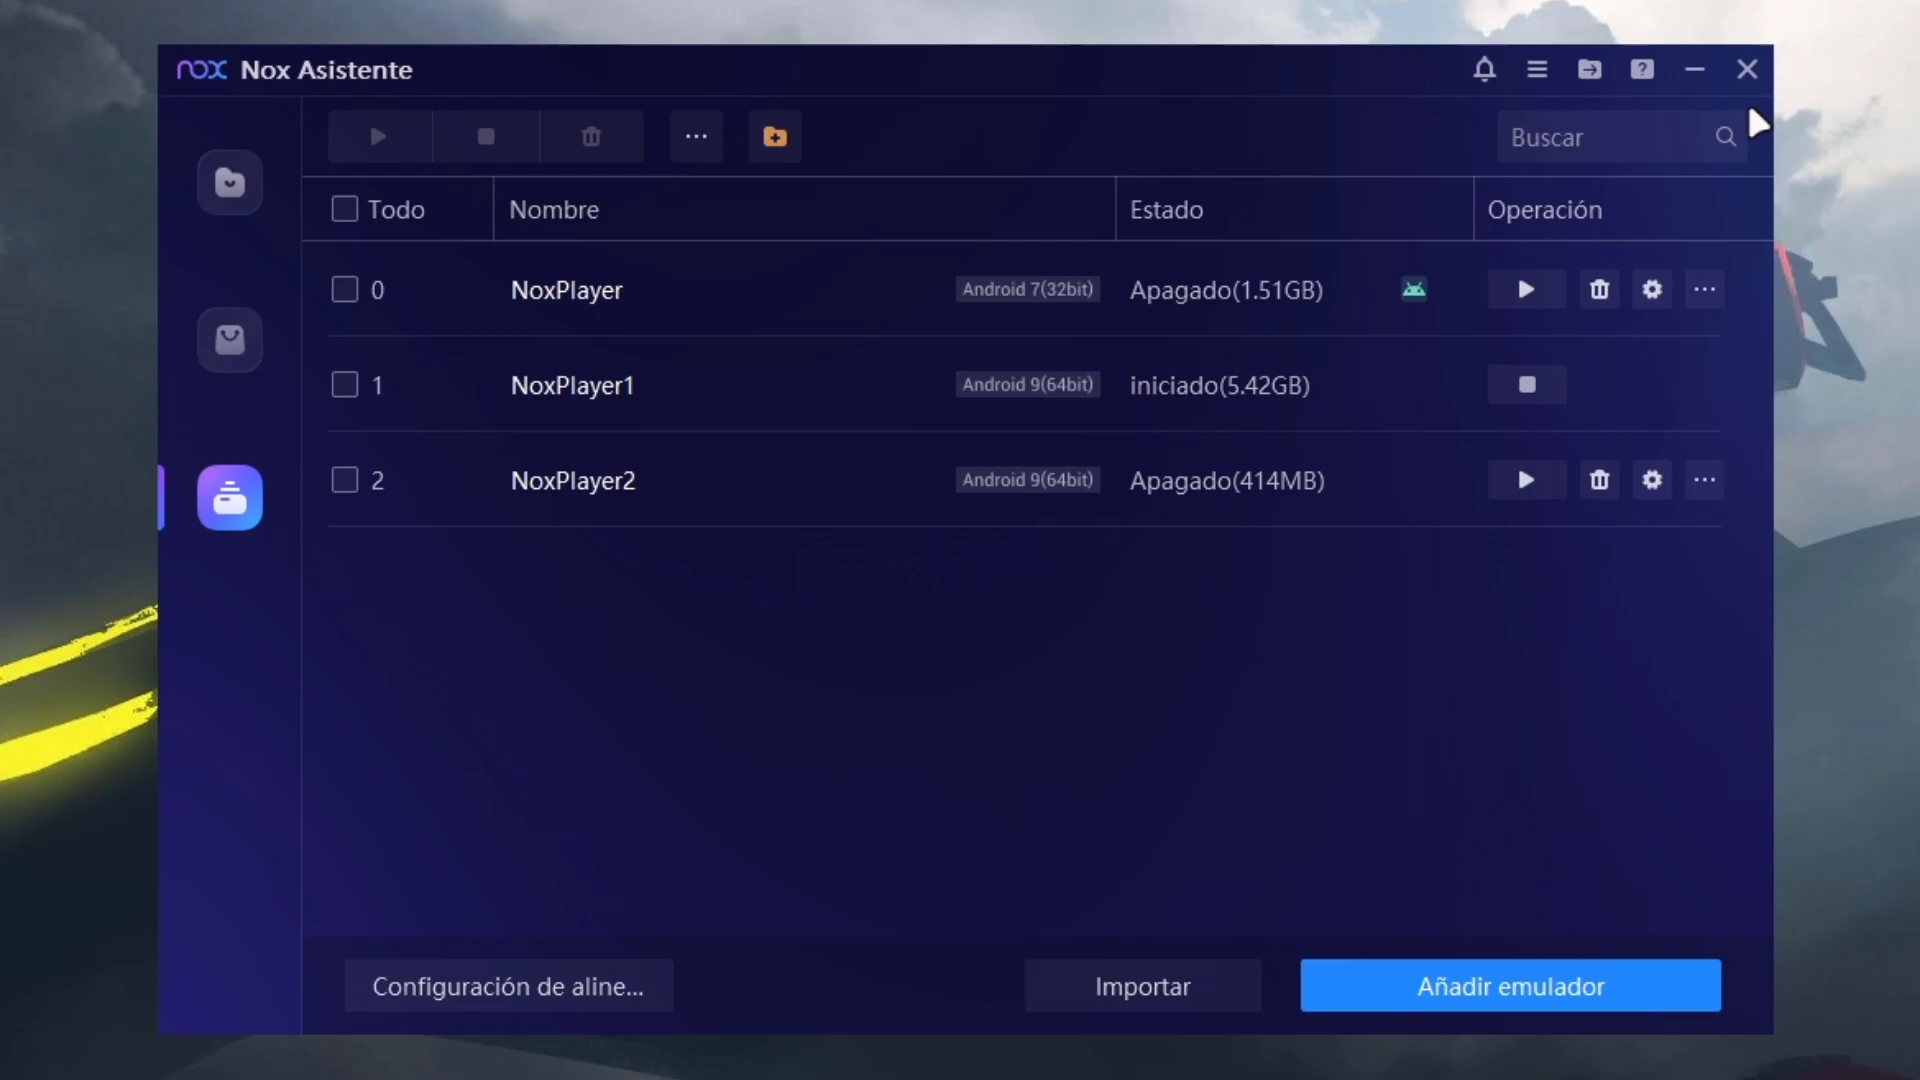 nox Nox Asistente
Buscar
Todo Nombre Estado Operación
0 NoxPlayer Android 7(32bit) Apagado(1.51GB)
1 NoxPlayer1 Android 9(64bit) iniciado(5.42GB)
2 NoxPlayer2 Android 9(64bit) Apagado(414MB)
Configuración de aline... Importar Añadir emulador